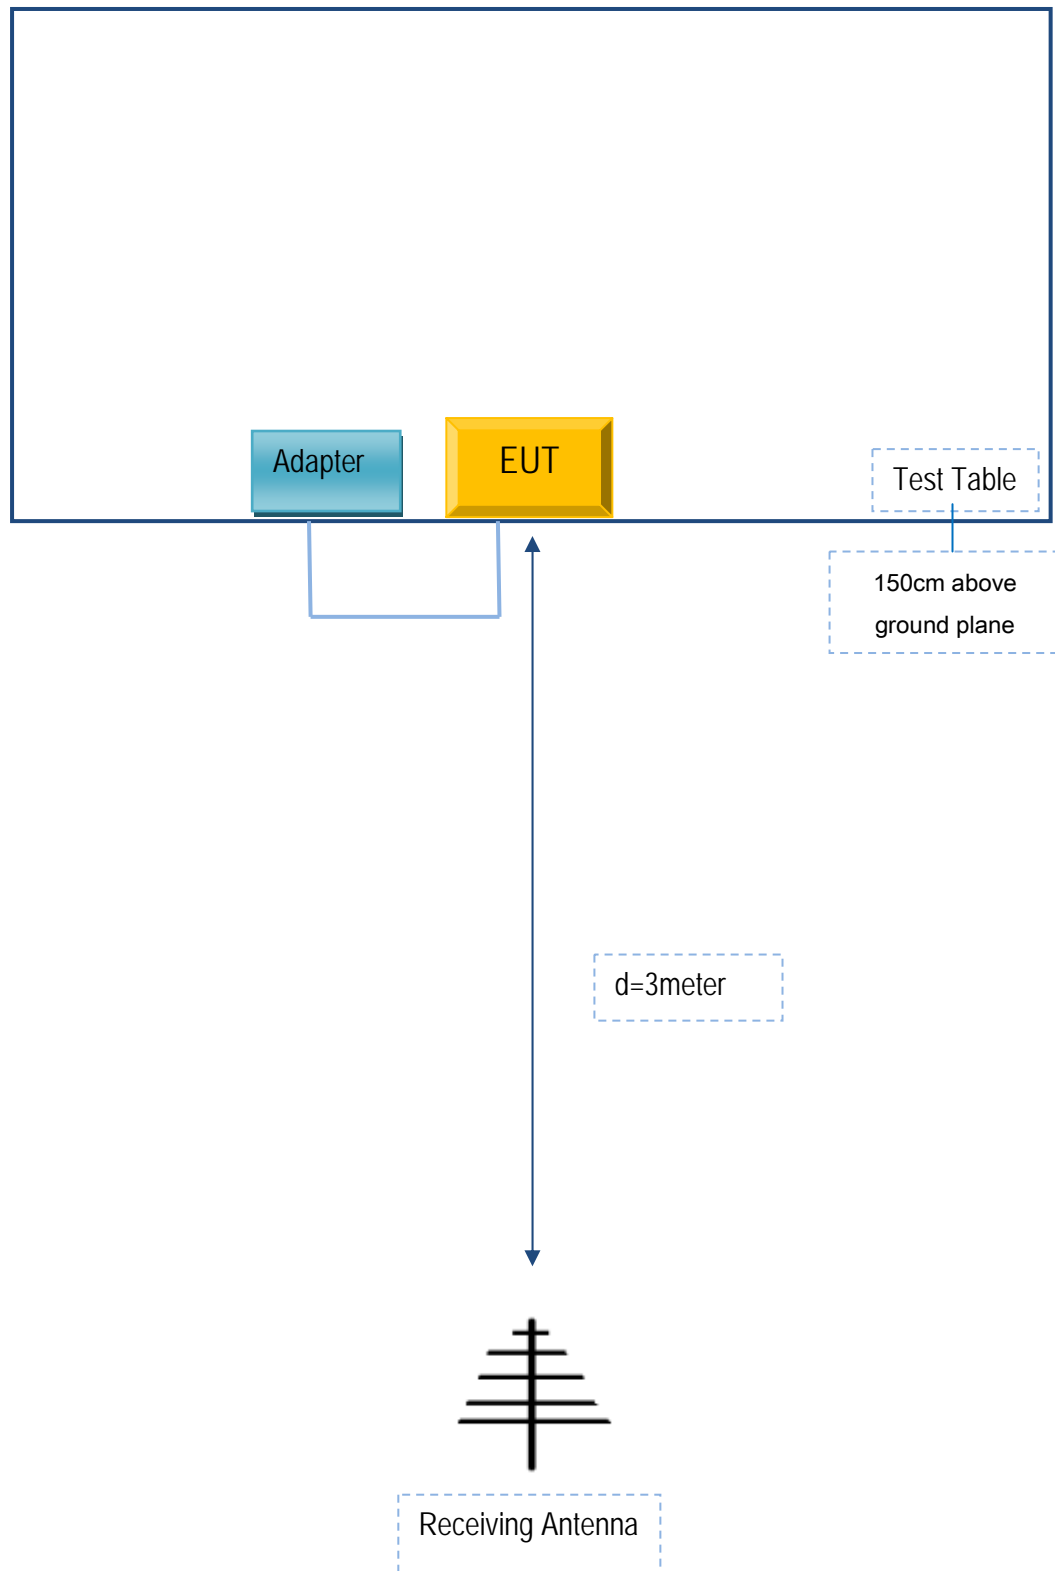 Adapter
EUT
Test Table
150cm above
ground plane
d=3meter
Receiving Antenna